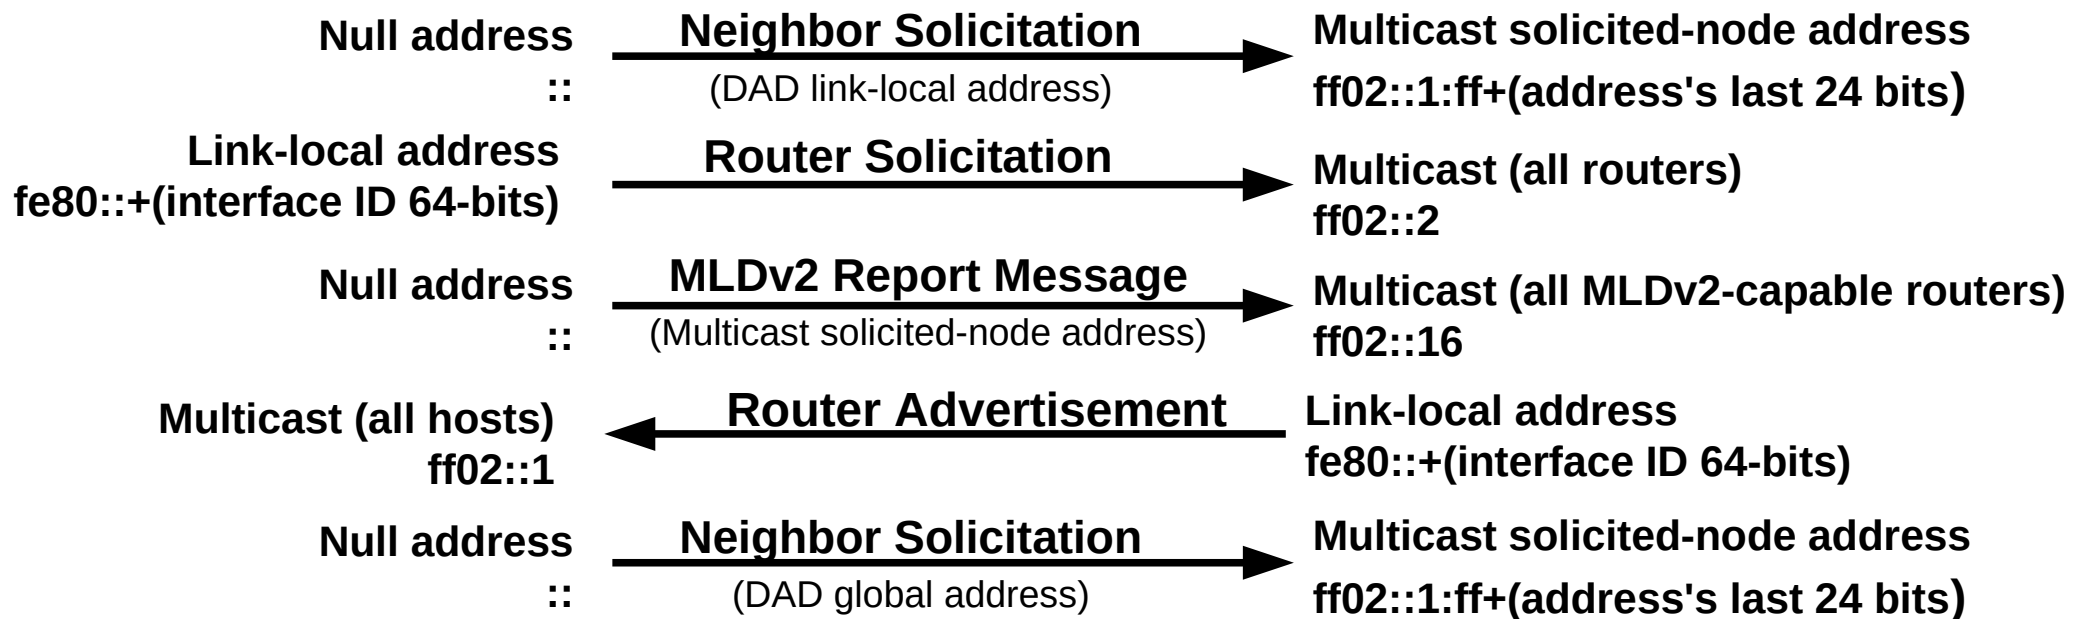 Null address
::
Neighbor Solicitation
(DAD link-local address)
Multicast solicited-node address
ff02::1:ff+(address's last 24 bits)
Link-local address
fe80::+(interface ID 64-bits)
Router Solicitation
Multicast (all routers)
ff02::2
Null address
::
MLDv2 Report Message
(Multicast solicited-node address)
Multicast (all MLDv2-capable routers)
ff02::16
Multicast (all hosts)
ff02::1
Router Advertisement
Link-local address
fe80::+(interface ID 64-bits)
Null address
::
Neighbor Solicitation
(DAD global address)
Multicast solicited-node address
ff02::1:ff+(address's last 24 bits)